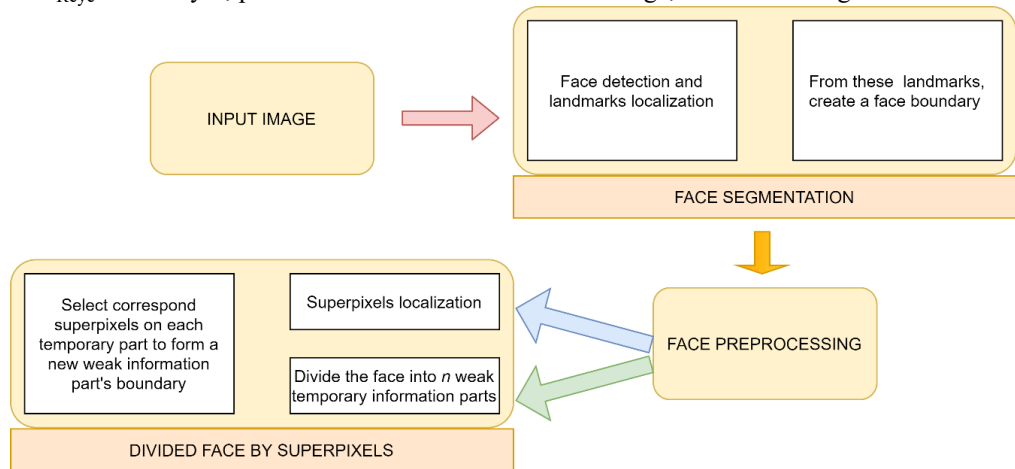 INPUT IMAGE
Face detection and
landmarks localization
From these landmarks,
create a face boundary
FACE SEGMENTATION
FACE PREPROCESSING
Superpixels localization
Divide the face into n weak
temporary information parts
Select correspond
superpixels on each
temporary part to form a
new weak information
part's boundary
DIVIDED FACE BY SUPERPIXELS